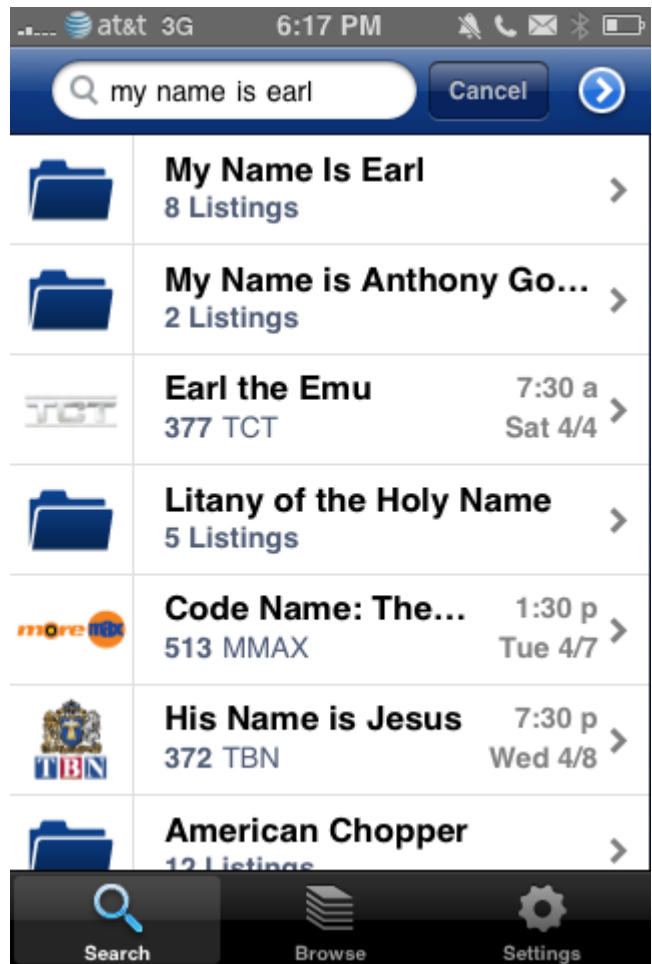 at&t 3G 6:17 PM
my name is earl Cancel
My Name Is Earl
8 Listings
My Name is Anthony Go...
2 Listings
TCT
Earl the Emu 7:30 a
377 TCT Sat 4/4
Litany of the Holy Name
5 Listings
more max
Code Name: The... 1:30 p
513 MMAX Tue 4/7
TBN
His Name is Jesus 7:30 p
372 TBN Wed 4/8
American Chopper
12 Listings
Search Browse Settings